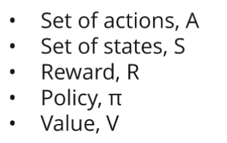 • Set of actions, A
• Set of states, S
• Reward, R
• Policy, π
• Value, V